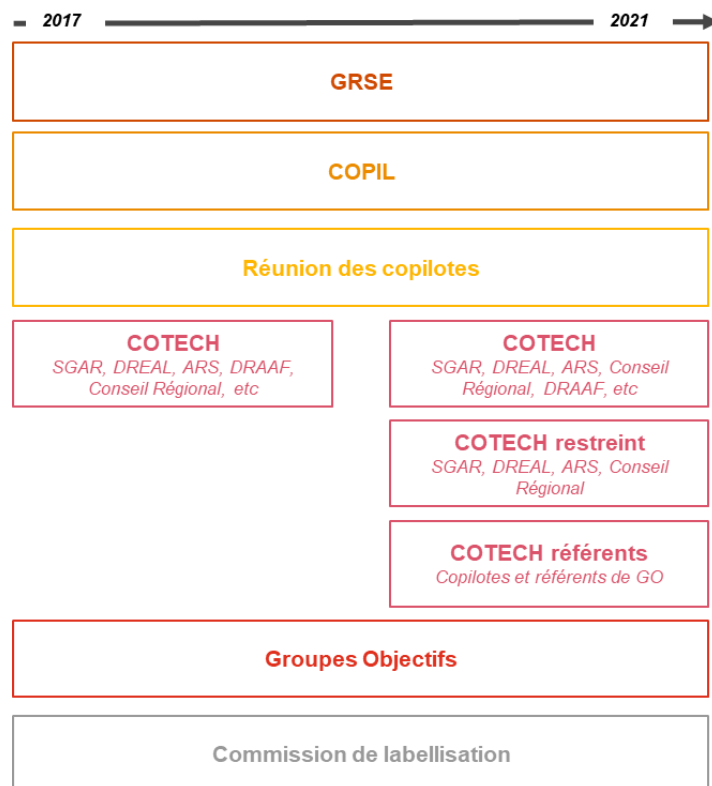 2017
2021
GRSE
COPIL
Réunion des copilotes
COTECH
SGAR, DREAL, ARS, DRAAF,
Conseil Régional, etc
COTECH
SGAR, DREAL, ARS, Conseil
Régional, DRAAF, etc
COTECH restreint
SGAR, DREAL, ARS, Conseil
Régional
COTECH référents
Copilotes et référents de GO
Groupes Objectifs
Commission de labellisation